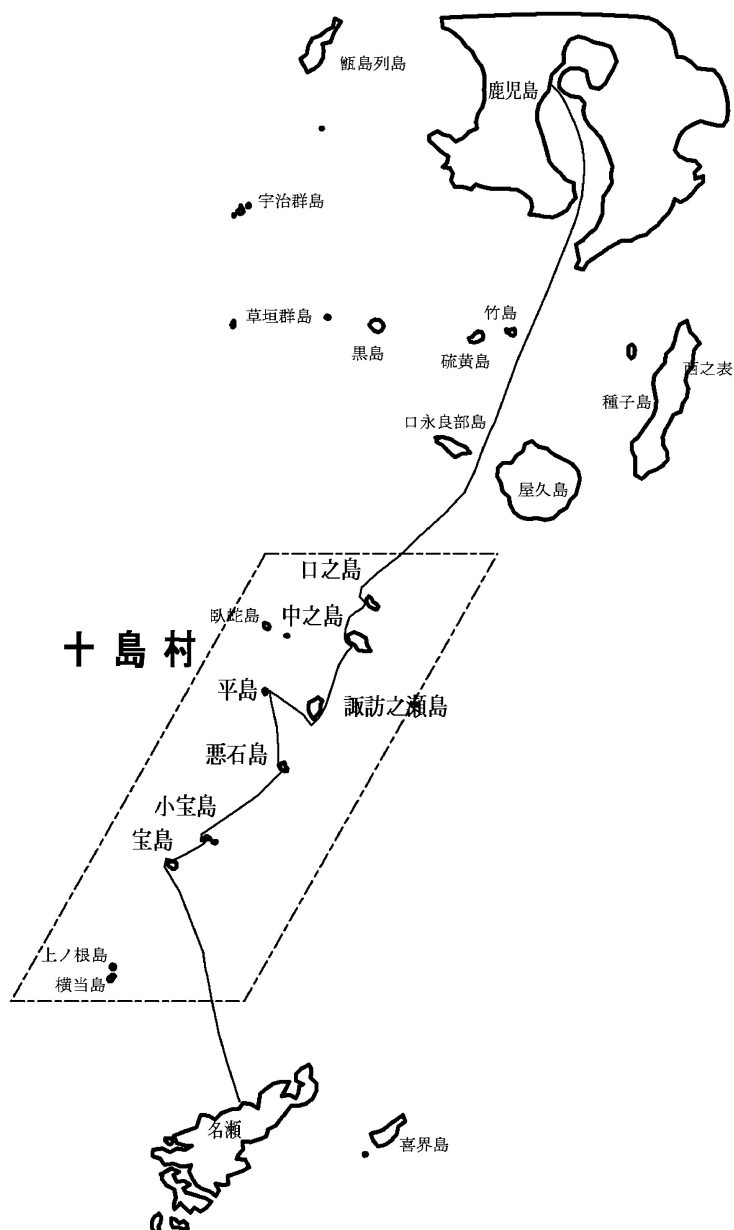 甑島列島
鹿児島
宇治群島
草垣群島
黒島
硫黄島
竹島
西之表
種子島
口永良部島
屋久島
口之島
臥蛇島
中之島
十島村
平島
諏訪之瀬島
悪石島
小宝島
宝島
上ノ根島
横当島
名瀬
喜界島